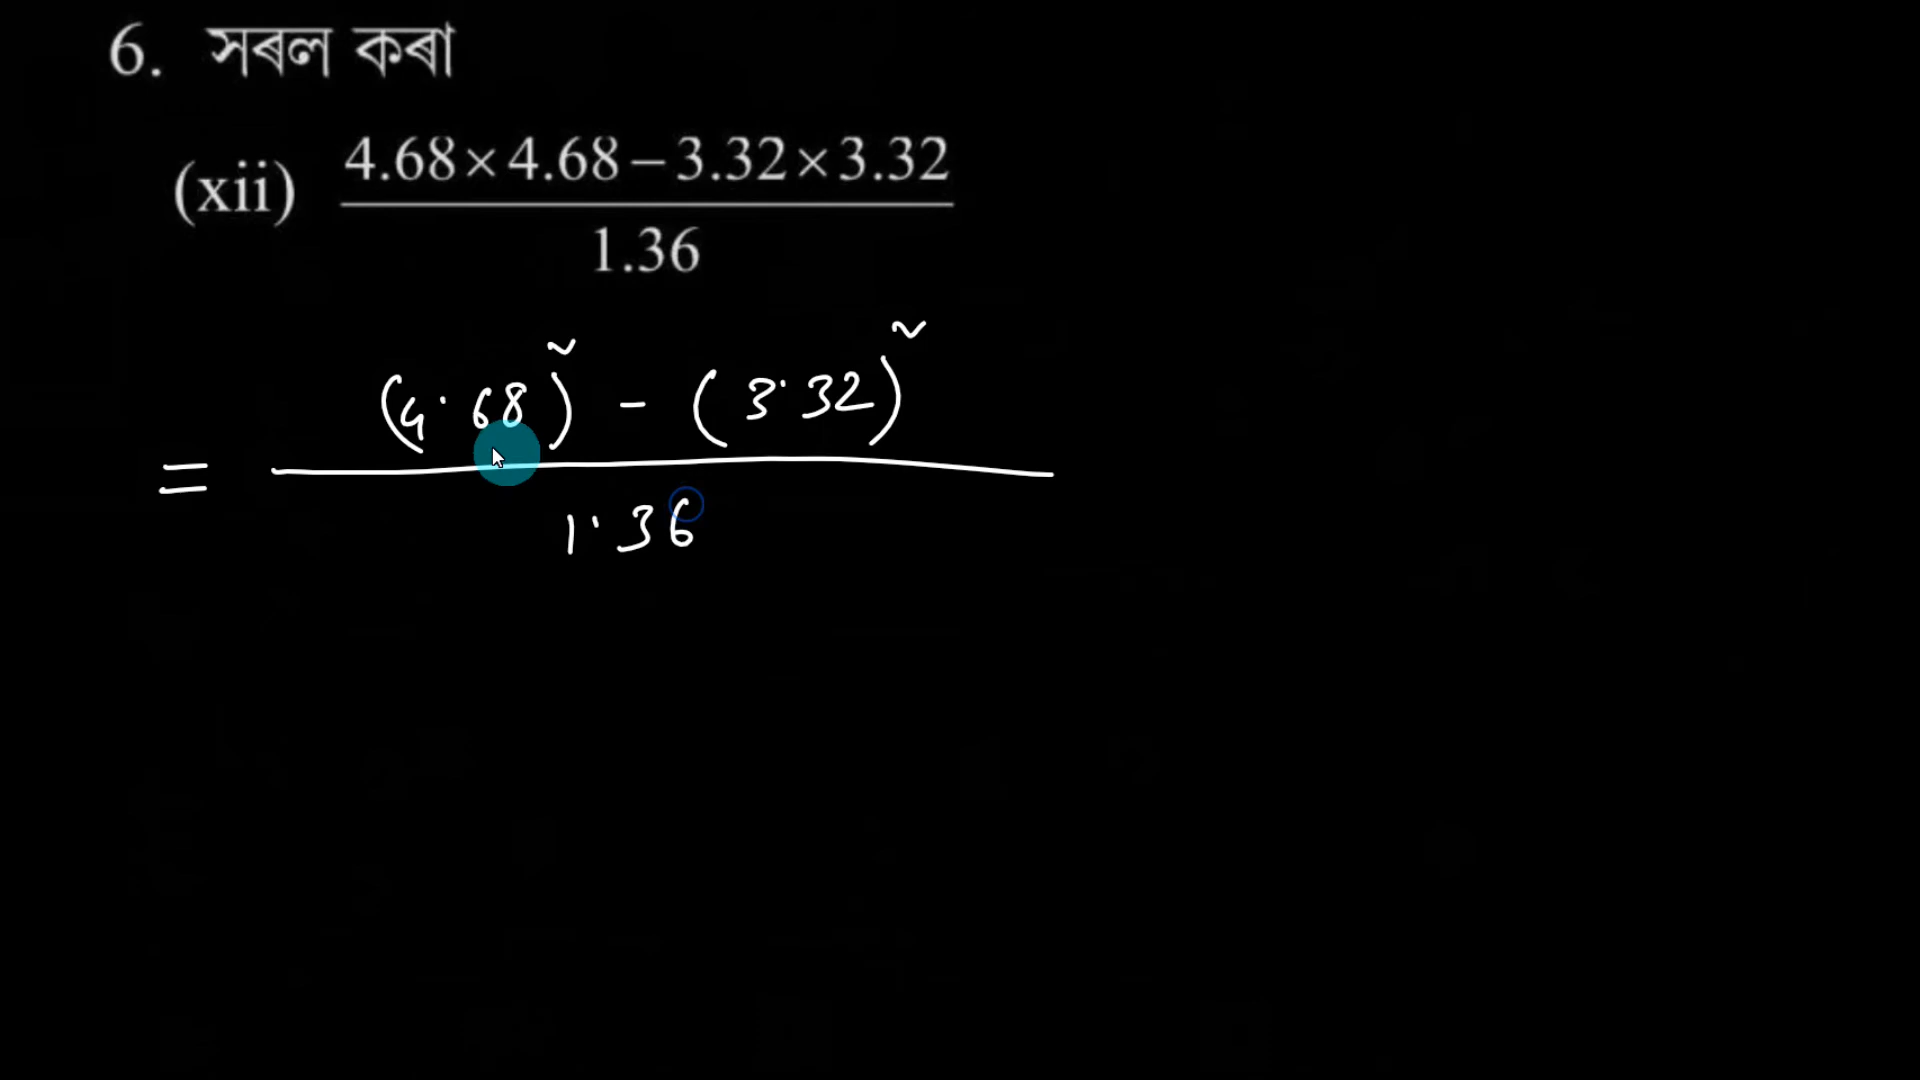 6. সৰল কৰা
(xii) 4.68×4.68−3.32×3.32
1.36
(4·68)² - (3·32)²
=
1·36